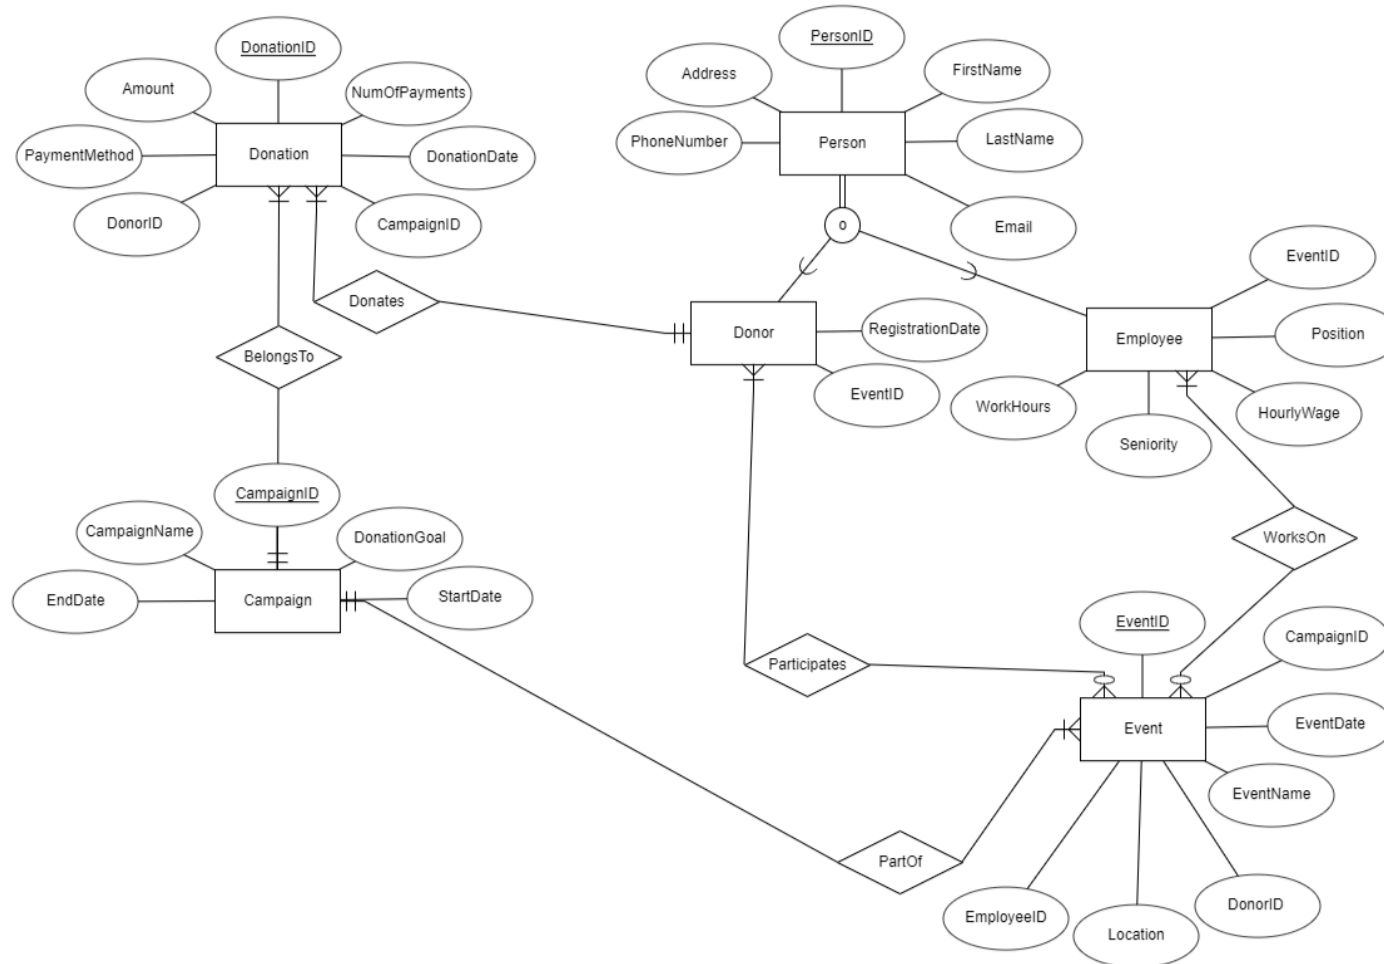 DonationID
Amount
NumOfPayments
PaymentMethod
Donation
DonationDate
DonorID
CampaignID
PersonID
Address
FirstName
PhoneNumber
Person
LastName
Email
o
Donates
BelongsTo
Donor
RegistrationDate
EventID
Employee
EventID
Position
WorkHours
HourlyWage
Seniority
CampaignID
CampaignName
DonationGoal
EndDate
Campaign
StartDate
WorksOn
Participates
EventID
CampaignID
Event
EventDate
EventName
PartOf
EmployeeID
Location
DonorID